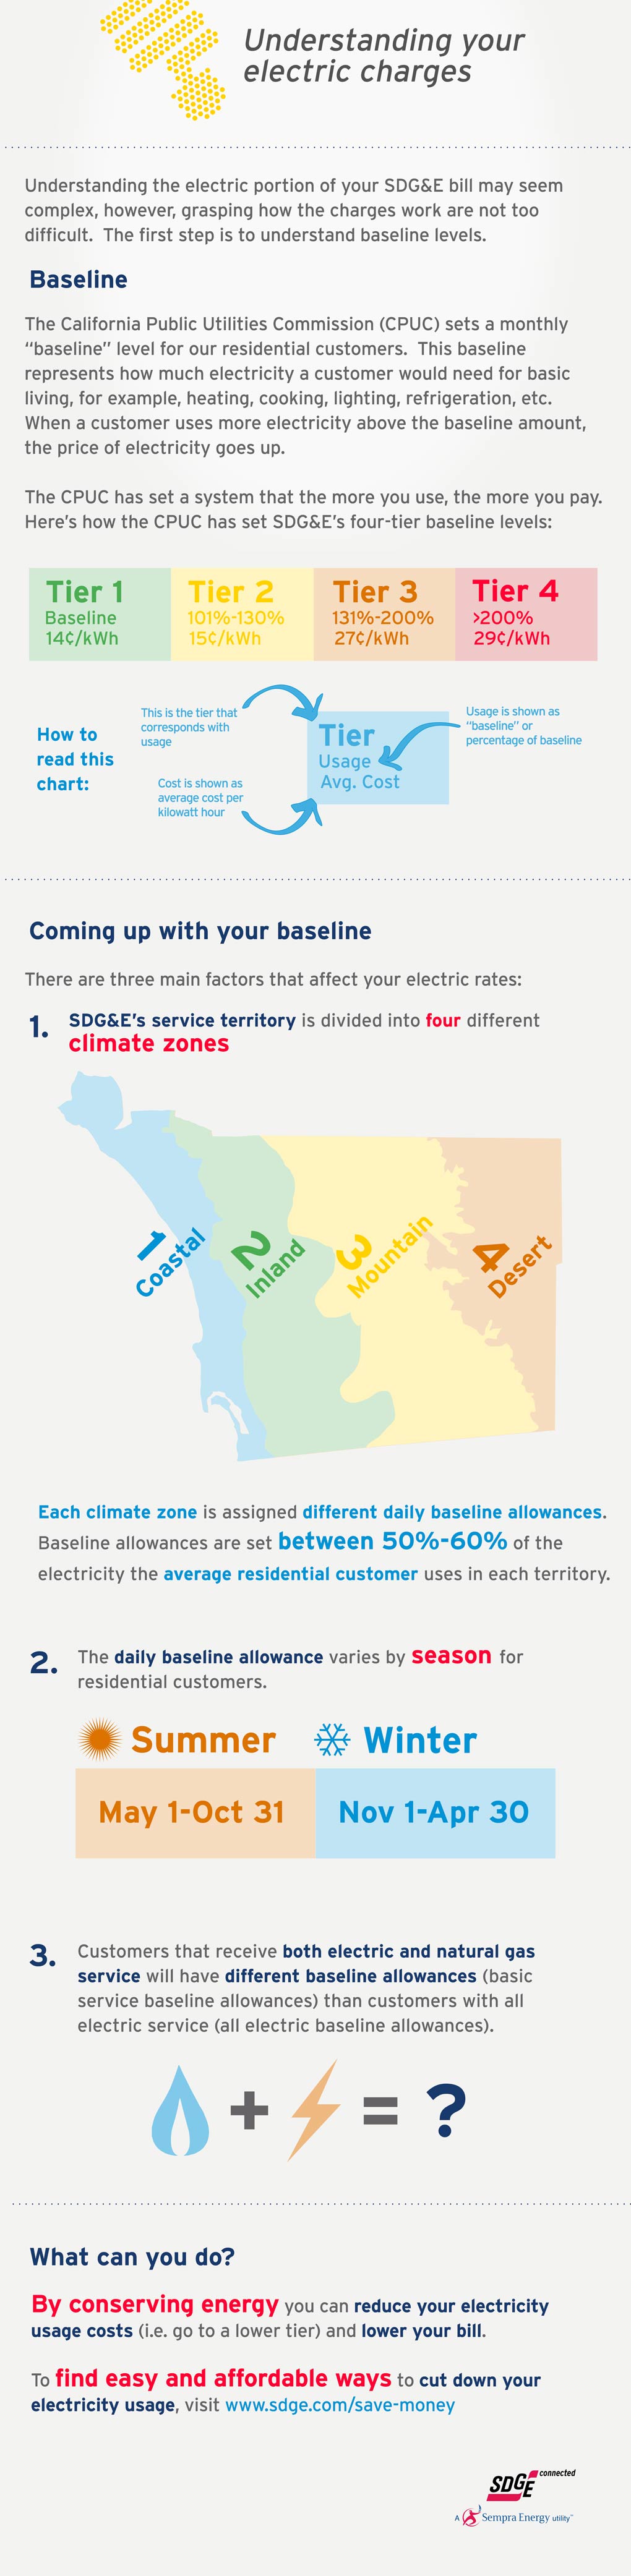 Understanding your
electric charges
Understanding the electric portion of your SDG&E bill may seem
complex, however, grasping how the charges work are not too
difficult. The first step is to understand baseline levels.
Baseline
The California Public Utilities Commission (CPUC) sets a monthly
“baseline” level for our residential customers. This baseline
represents how much electricity a customer would need for basic
living, for example, heating, cooking, lighting, refrigeration, etc.
When a customer uses more electricity above the baseline amount,
the price of electricity goes up.
The CPUC has set a system that the more you use, the more you pay.
Here’s how the CPUC has set SDG&E’s four-tier baseline levels:
Tier 1
Baseline
14¢/kWh
Tier 2
101%-130%
15¢/kWh
Tier 3
131%-200%
27¢/kWh
Tier 4
>200%
29¢/kWh
How to
read this
chart:
This is the tier that
corresponds with
usage
Cost is shown as
average cost per
kilowatt hour
Tier
Usage
Avg. Cost
Usage is shown as
“baseline” or
percentage of baseline
Coming up with your baseline
There are three main factors that affect your electric rates:
1. SDG&E’s service territory is divided into four different
climate zones
1
Coastal
2
Inland
3
Mountain
4
Desert
Each climate zone is assigned different daily baseline allowances.
Baseline allowances are set between 50%-60% of the
electricity the average residential customer uses in each territory.
2. The daily baseline allowance varies by season for
residential customers.
Summer
Winter
May 1-Oct 31
Nov 1-Apr 30
3. Customers that receive both electric and natural gas
service will have different baseline allowances (basic
service baseline allowances) than customers with all
electric service (all electric baseline allowances).
+ = ?
What can you do?
By conserving energy you can reduce your electricity
usage costs (i.e. go to a lower tier) and lower your bill.
To find easy and affordable ways to cut down your
electricity usage, visit www.sdge.com/save-money
SDGE connected
A Sempra Energy utility™